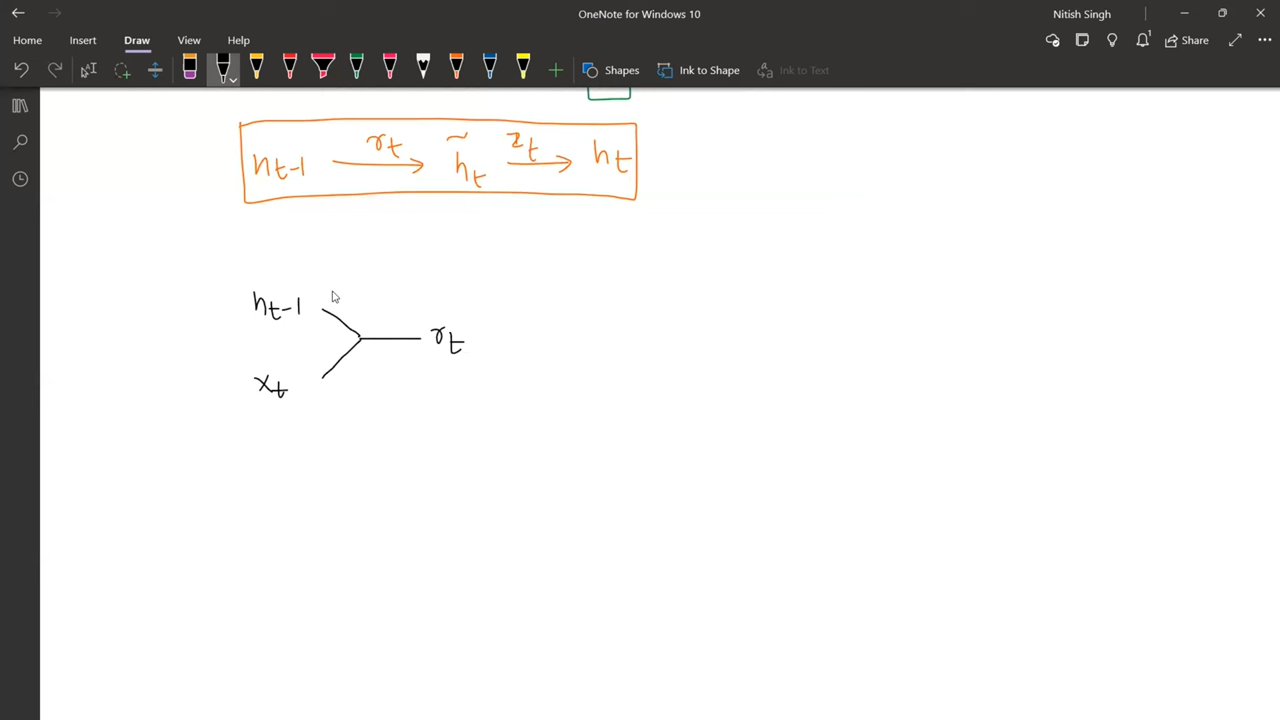 OneNote for Windows 10
Nitish Singh
Home Insert Draw View Help
Share
Shapes Ink to Shape Ink to Text
hₜ₋₁ —rₜ→ h̃ₜ —zₜ→ hₜ
hₜ₋₁
rₜ
xₜ